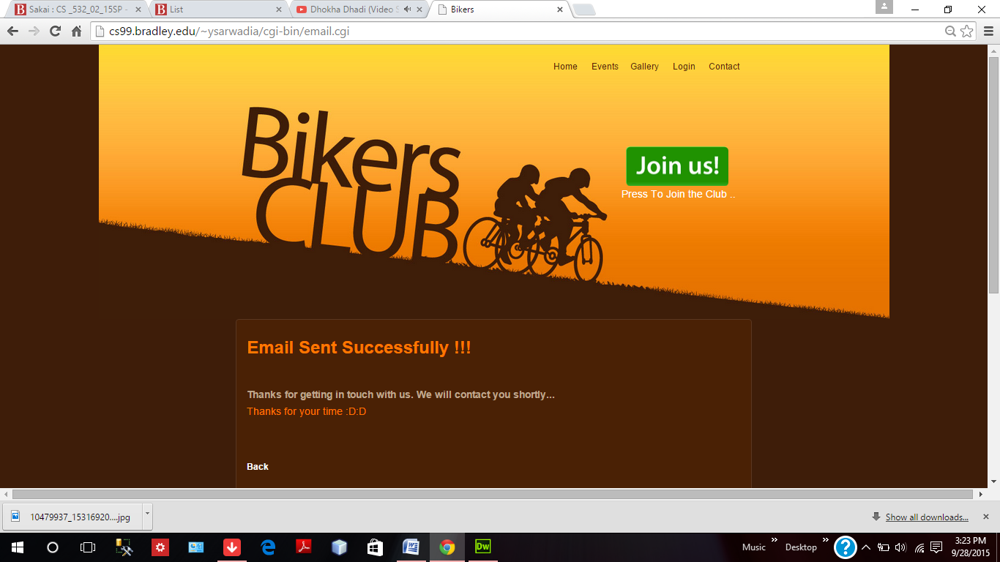 Sakai : CS _532_02_15SP -
List
Dhokha Dhadi (Video S
Bikers
cs99.bradley.edu/~ysarwadia/cgi-bin/email.cgi
Home Events Gallery Login Contact
Bikers
CLUB
Join us!
Press To Join the Club ..
Email Sent Successfully !!!
Thanks for getting in touch with us. We will contact you shortly...
Thanks for your time :D:D
Back
10479937_15316920....jpg
Show all downloads...
Music » Desktop »
3:23 PM
9/28/2015